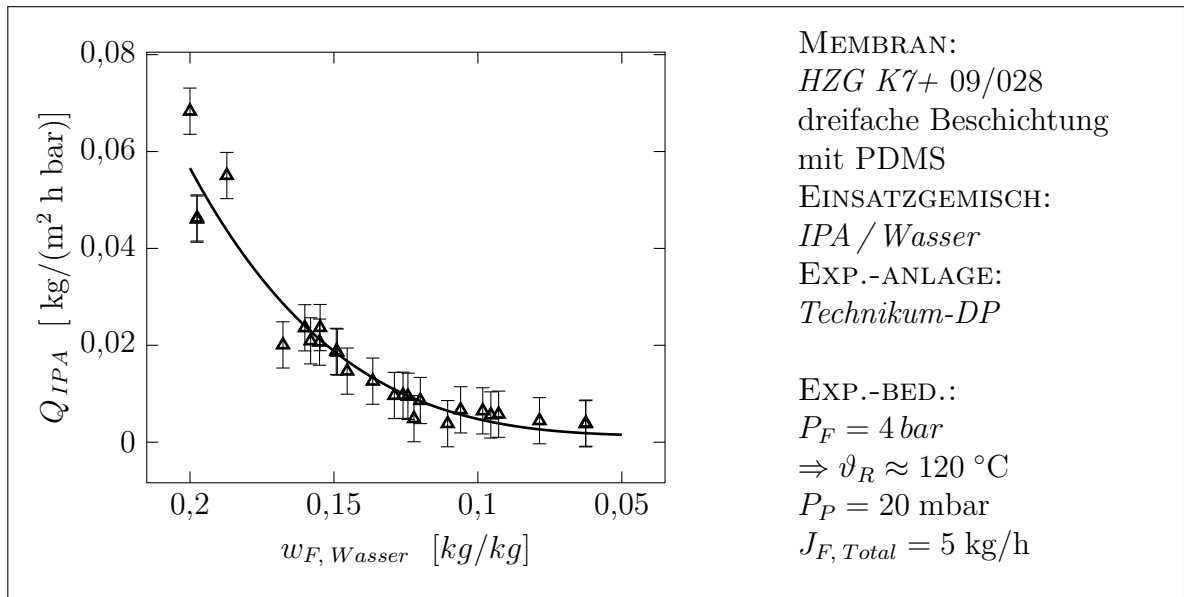 0,08
0,06
0,04
0,02
0
Q_IPA [ kg/(m² h bar)]
0,2 0,15 0,1 0,05
w_F, Wasser [kg/kg]
MEMBRAN:
HZG K7+ 09/028
dreifache Beschichtung
mit PDMS
EINSATZGEMISCH:
IPA / Wasser
EXP.-ANLAGE:
Technikum-DP
EXP.-BED.:
P_F = 4 bar
⇒ ϑ_R ≈ 120 °C
P_P = 20 mbar
J_F, Total = 5 kg/h